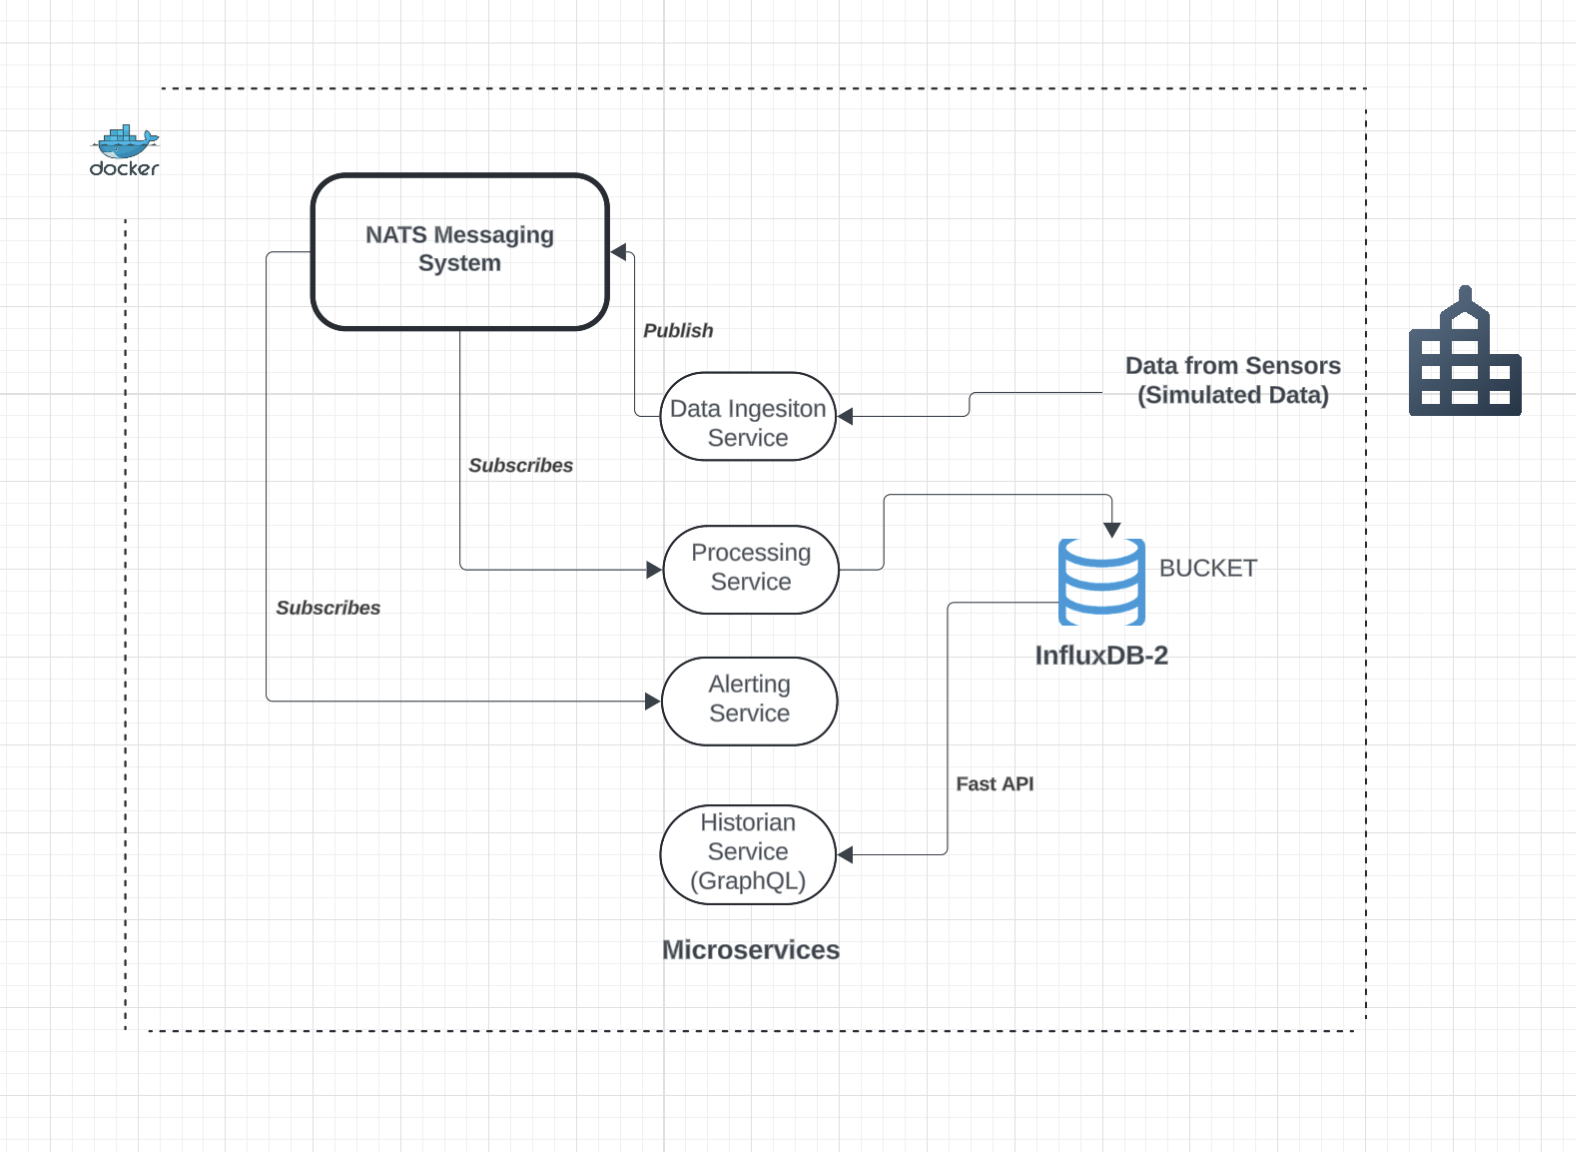 docker
NATS Messaging
System
Publish
Data from Sensors
(Simulated Data)
Data Ingesiton
Service
Subscribes
Processing
Service
BUCKET
Subscribes
InfluxDB-2
Alerting
Service
Fast API
Historian
Service
(GraphQL)
Microservices